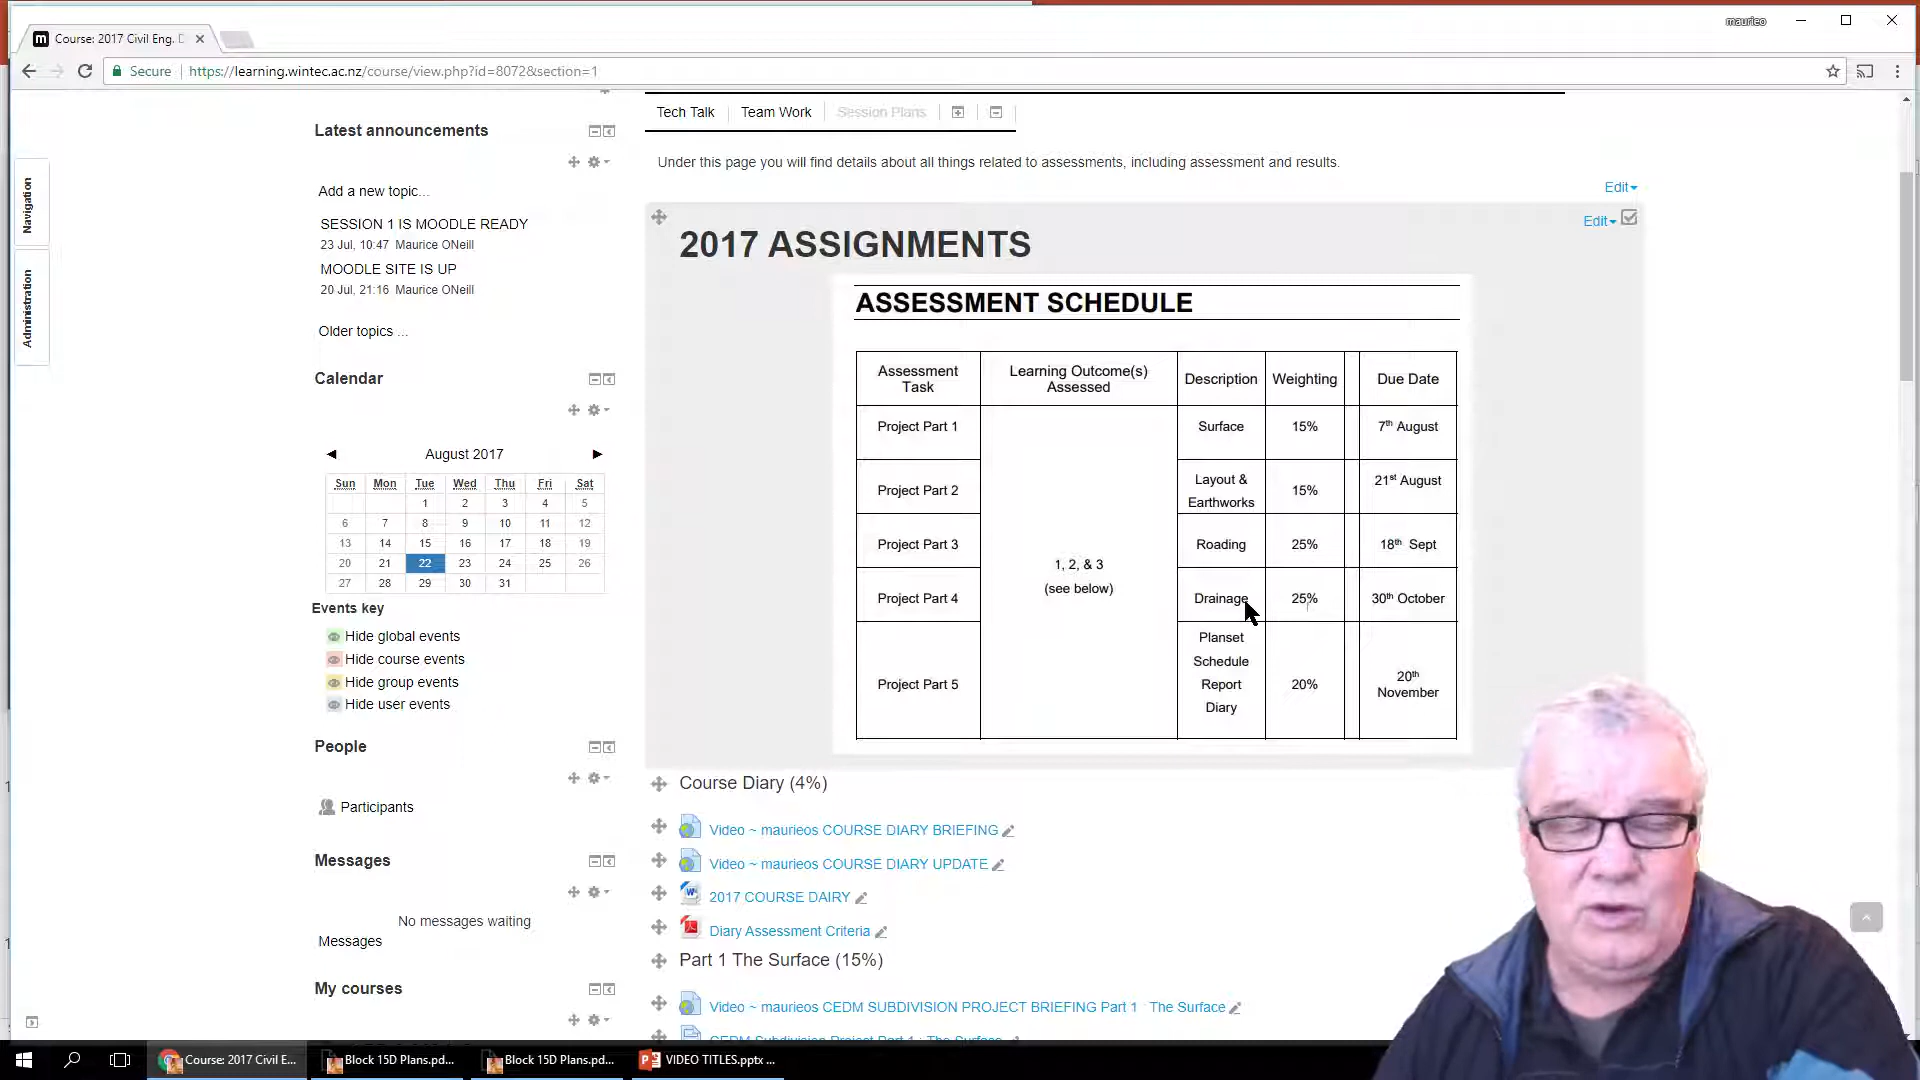 maurieo
Course: 2017 Civil Eng. D
Secure
https://learning.wintec.ac.nz/course/view.php?id=8072&section=1
Navigation
Administration
Latest announcements
Add a new topic...
SESSION 1 IS MOODLE READY
23 Jul, 10:47 Maurice ONeill
MOODLE SITE IS UP
20 Jul, 21:16 Maurice ONeill
Older topics ...
Calendar
August 2017
Sun Mon Tue Wed Thu Fri Sat
1 2 3 4 5
6 7 8 9 10 11 12
13 14 15 16 17 18 19
20 21 22 23 24 25 26
27 28 29 30 31
Events key
Hide global events
Hide course events
Hide group events
Hide user events
People
Participants
Messages
No messages waiting
Messages
My courses
Tech Talk Team Work Session Plans
Under this page you will find details about all things related to assessments, including assessment and results.
Edit
Edit
2017 ASSIGNMENTS
ASSESSMENT SCHEDULE
Assessment Task Learning Outcome(s) Assessed Description Weighting Due Date
Project Part 1 Surface 15% 7th August
Project Part 2 Layout & Earthworks 15% 21st August
Project Part 3 Roading 25% 18th Sept
1, 2, & 3
(see below)
Project Part 4 Drainage 25% 30th October
Project Part 5 Planset Schedule Report Diary 20% 20th November
Course Diary (4%)
Video ~ maurieos COURSE DIARY BRIEFING
Video ~ maurieos COURSE DIARY UPDATE
2017 COURSE DAIRY
Diary Assessment Criteria
Part 1 The Surface (15%)
Video ~ maurieos CEDM SUBDIVISION PROJECT BRIEFING Part 1 : The Surface
CEDM Subdivision Project Part 1 : The Surface
Course: 2017 Civil E...
Block 15D Plans.pd...
Block 15D Plans.pd...
VIDEO TITLES.pptx ...